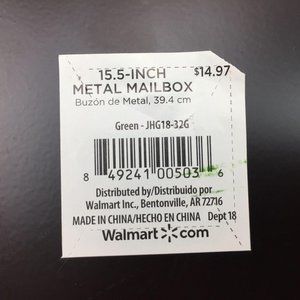 15.5-INCH $14.97
METAL MAILBOX
Buzón de Metal, 39.4 cm
Green - JHG18-32G
8 49241 00503 6
Distributed by/Distribuido por
Walmart Inc., Bentonville, AR 72716
MADE IN CHINA/HECHO EN CHINA Dept 18
Walmart.com